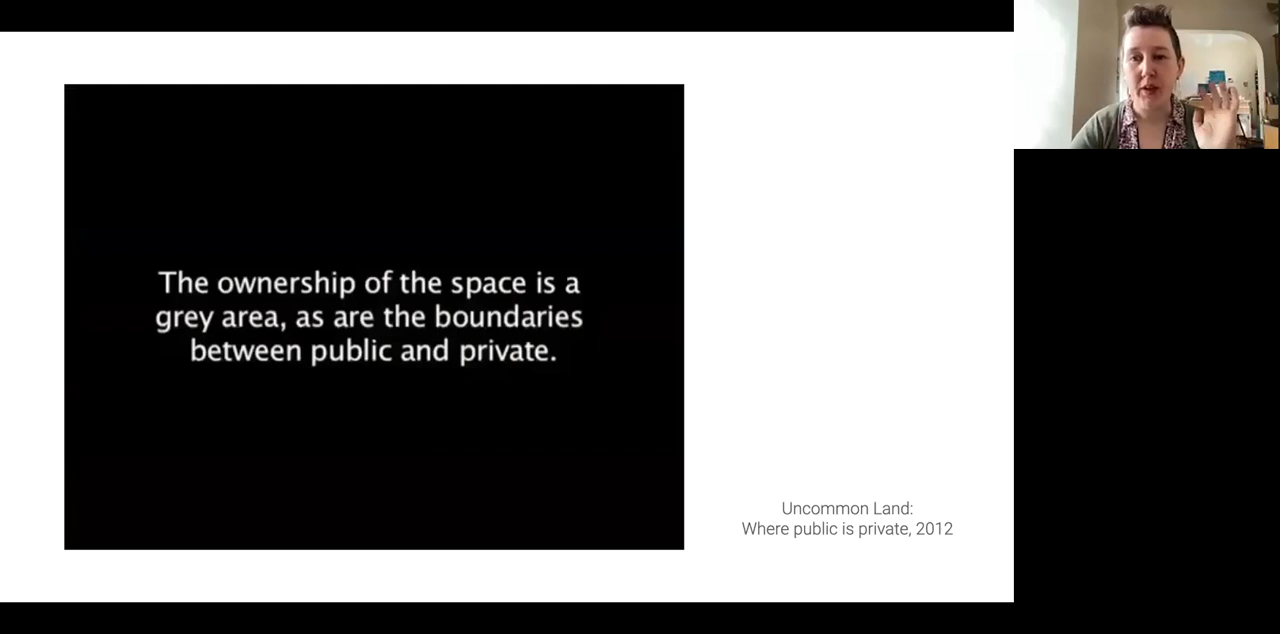 The ownership of the space is a
grey area, as are the boundaries
between public and private.
Uncommon Land:
Where public is private, 2012